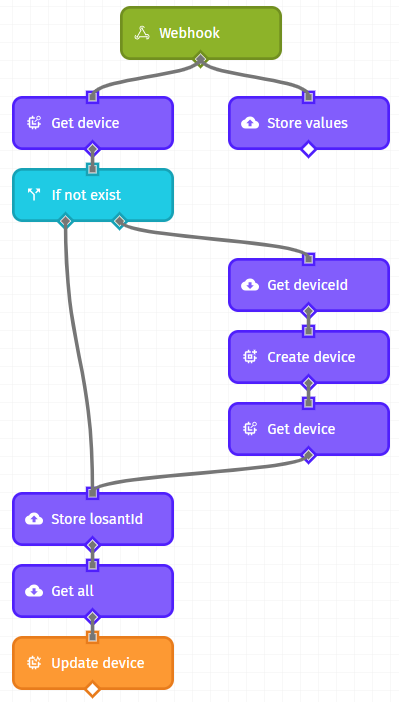 Webhook
Get device
Store values
If not exist
Get deviceId
Create device
Get device
Store losantId
Get all
Update device